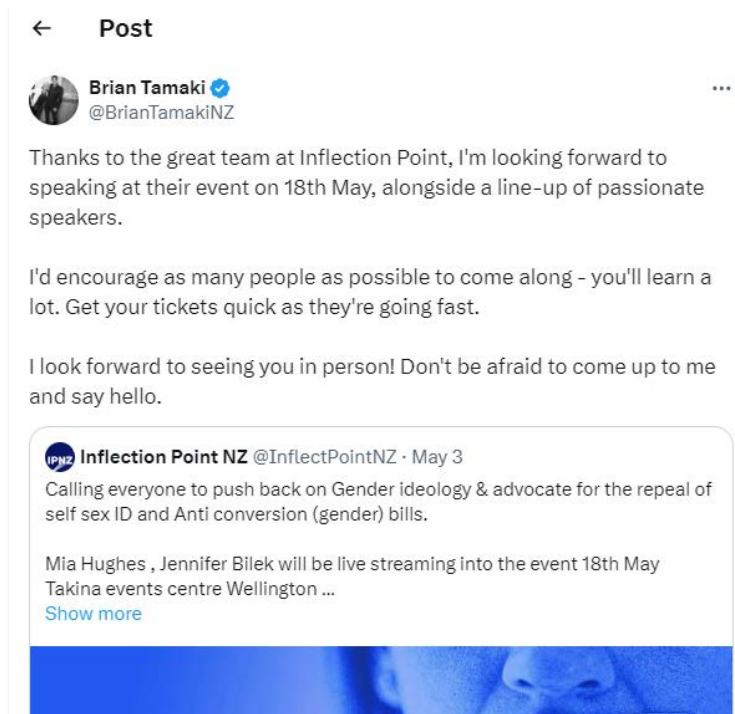 Post
Brian Tamaki
@BrianTamakiNZ
Thanks to the great team at Inflection Point, I'm looking forward to
speaking at their event on 18th May, alongside a line-up of passionate
speakers.
I'd encourage as many people as possible to come along - you'll learn a
lot. Get your tickets quick as they're going fast.
I look forward to seeing you in person! Don't be afraid to come up to me
and say hello.
IPNZ Inflection Point NZ @InflectPointNZ · May 3
Calling everyone to push back on Gender ideology & advocate for the repeal of
self sex ID and Anti conversion (gender) bills.
Mia Hughes , Jennifer Bilek will be live streaming into the event 18th May
Takina events centre Wellington ...
Show more